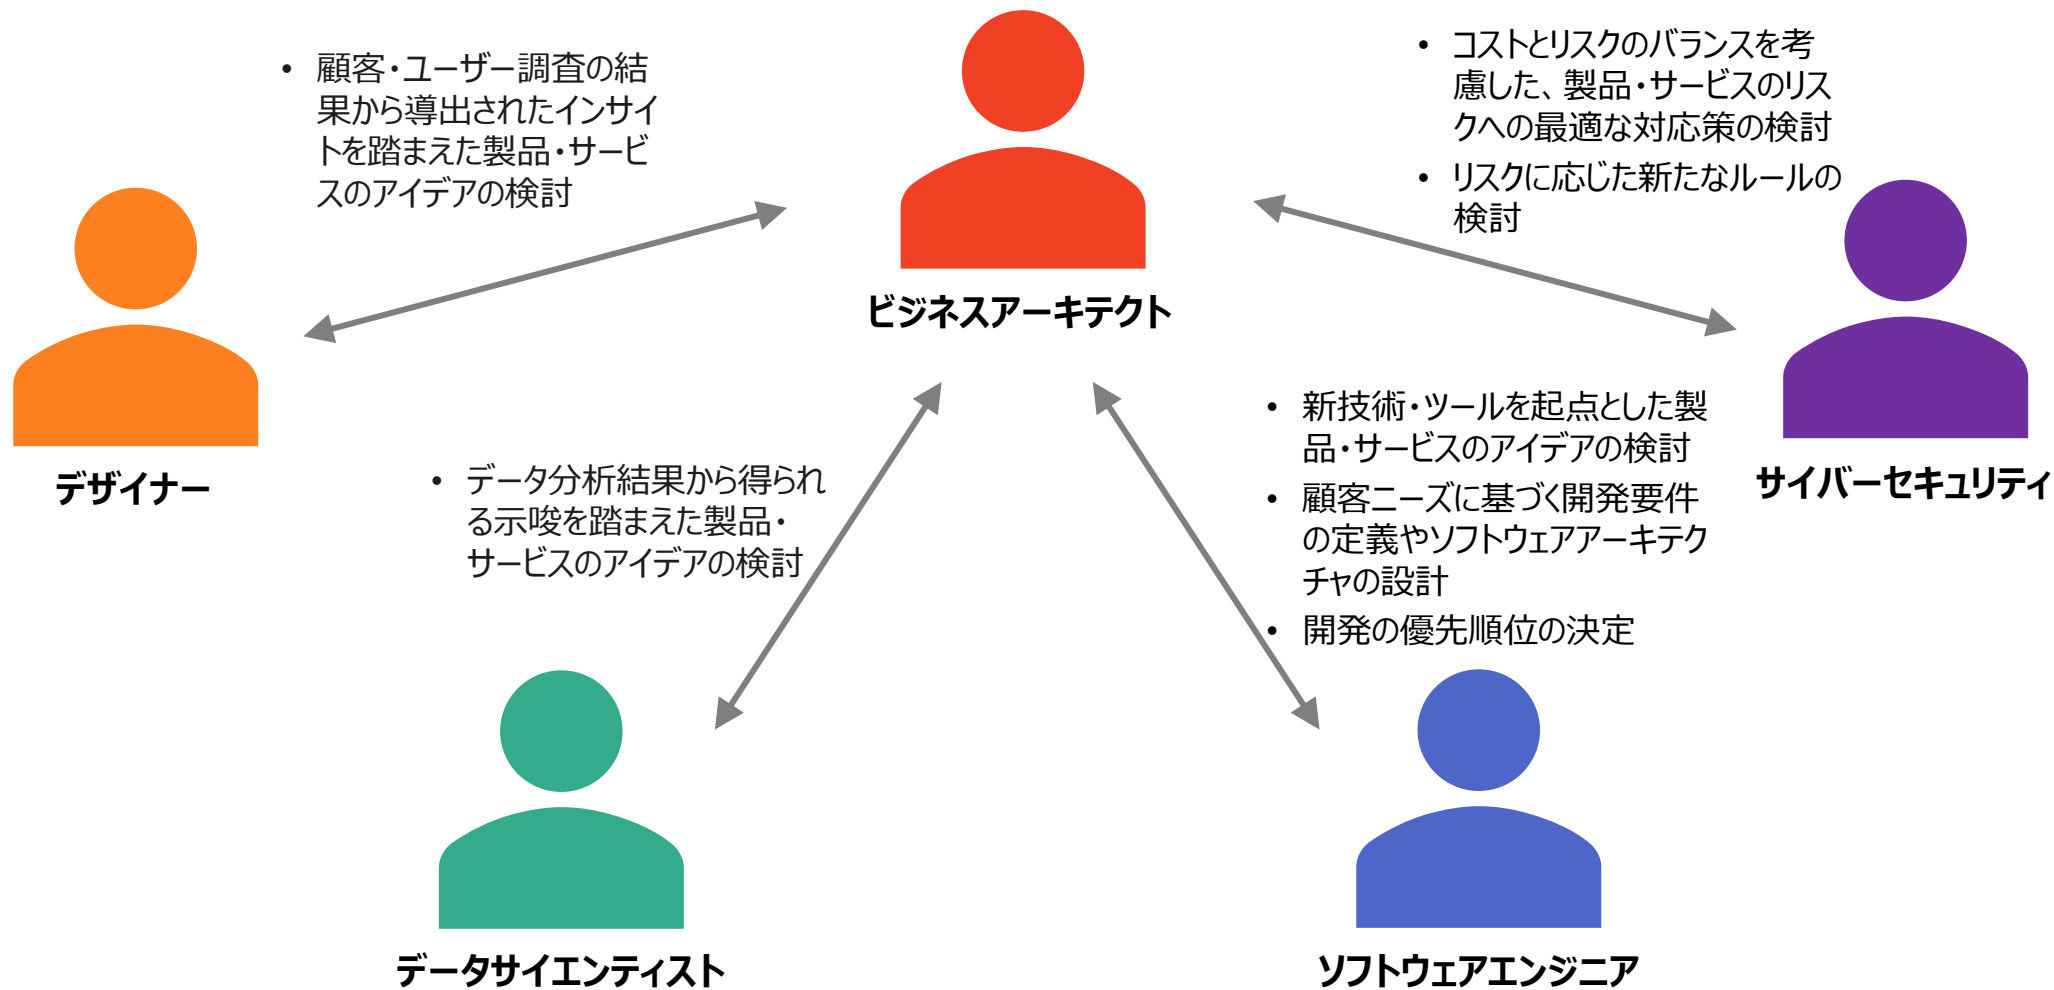 • 顧客・ユーザー調査の結
果から導出されたインサイ
トを踏まえた製品・サービ
スのアイデアの検討
• コストとリスクのバランスを考
慮した、製品・サービスのリス
クへの最適な対応策の検討
• リスクに応じた新たなルールの
検討
ビジネスアーキテクト
デザイナー
サイバーセキュリティ
• データ分析結果から得られ
る示唆を踏まえた製品・
サービスのアイデアの検討
• 新技術・ツールを起点とした製
品・サービスのアイデアの検討
• 顧客ニーズに基づく開発要件
の定義やソフトウェアアーキテク
チャの設計
• 開発の優先順位の決定
データサイエンティスト
ソフトウェアエンジニア